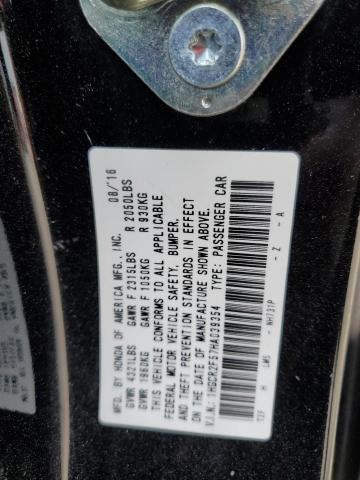 MFD. BY HONDA OF AMERICA MFG., INC. 08/'16
GVWR 4321LBS GAWR F 2315LBS R 2050LBS
GVWR 1960KG GAWR F 1050KG R 930KG
THIS VEHICLE CONFORMS TO ALL APPLICABLE
FEDERAL MOTOR VEHICLE SAFETY, BUMPER,
AND THEFT PREVENTION STANDARDS IN EFFECT
ON THE DATE OF MANUFACTURE SHOWN ABOVE.
V.I.N: 1HGCR2F57HA039354 TYPE: PASSENGER CAR
T2F H LWS NH731P - Z - A